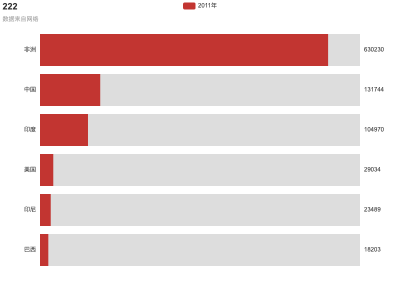 222
2011年
数据来自网络
非洲
630230
中国
131744
印度
104970
美国
29034
印尼
23489
巴西
18203